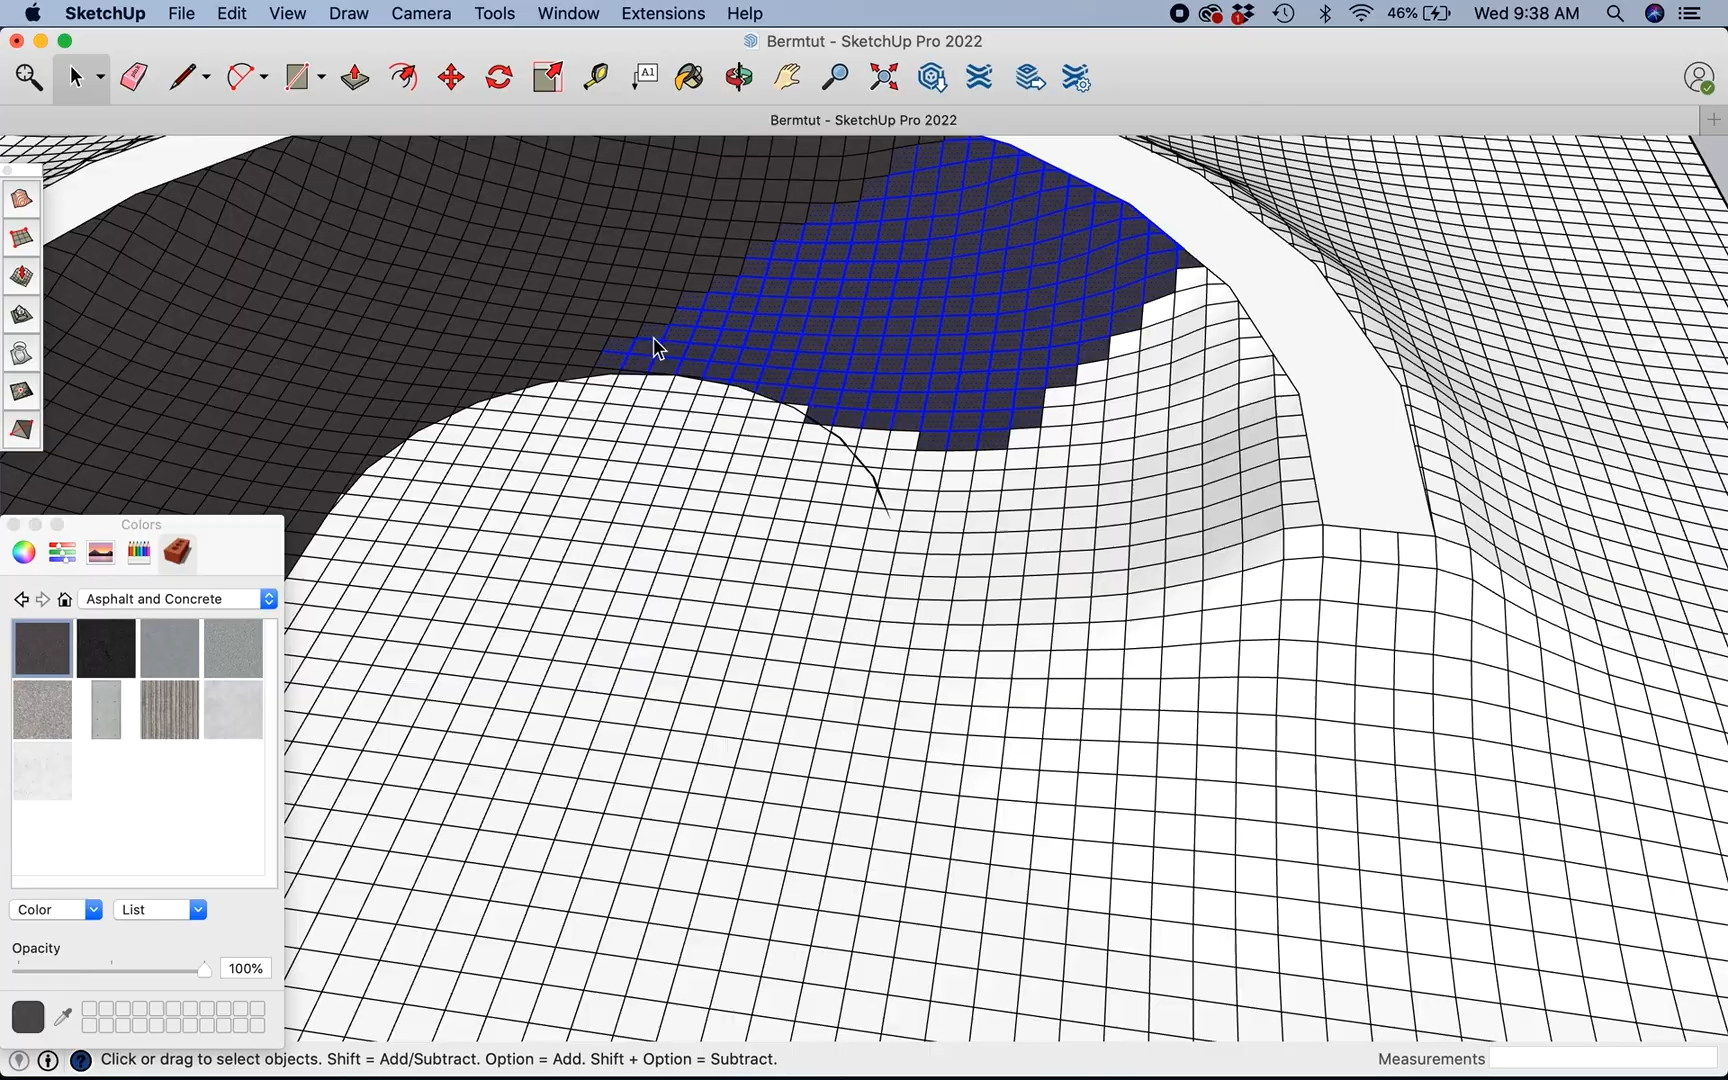 SketchUp File Edit View Draw Camera Tools Window Extensions Help 1 46% Wed 9:38 AM
Bermtut - SketchUp Pro 2022
A1
Bermtut - SketchUp Pro 2022
Colors
Asphalt and Concrete
Color List
Opacity
100%
Click or drag to select objects. Shift = Add/Subtract. Option = Add. Shift + Option = Subtract. Measurements